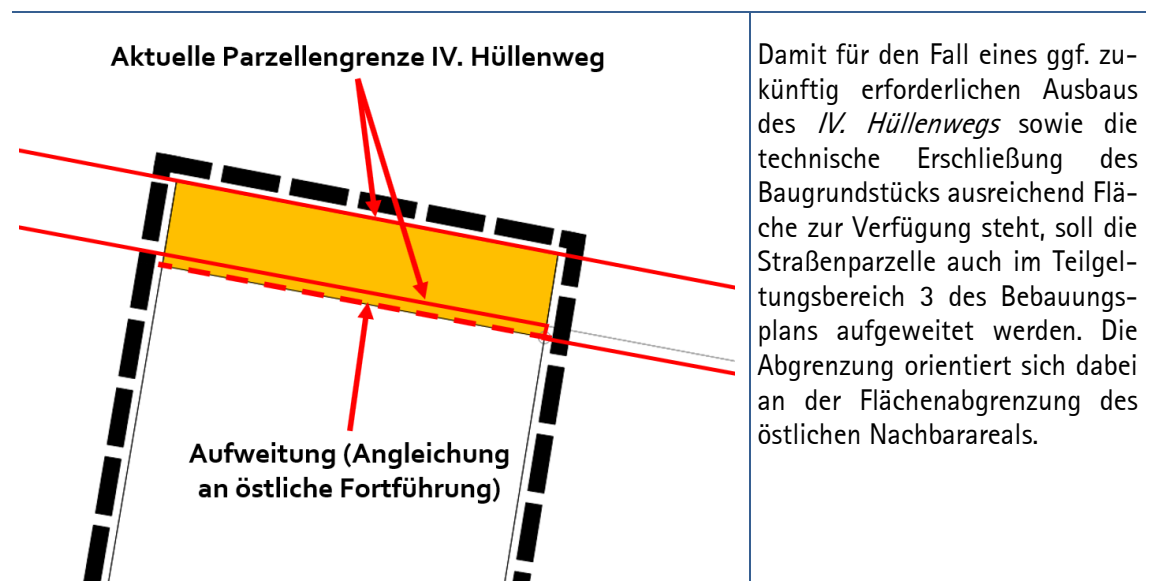 Aktuelle Parzellengrenze IV. Hüllenweg
Aufweitung (Angleichung
an östliche Fortführung)
Damit für den Fall eines ggf. zu-
künftig erforderlichen Ausbaus
des IV. Hüllenwegs sowie die
technische Erschließung des
Baugrundstücks ausreichend Flä-
che zur Verfügung steht, soll die
Straßenparzelle auch im Teilgel-
tungsbereich 3 des Bebauungs-
plans aufgeweitet werden. Die
Abgrenzung orientiert sich dabei
an der Flächenabgrenzung des
östlichen Nachbarareals.